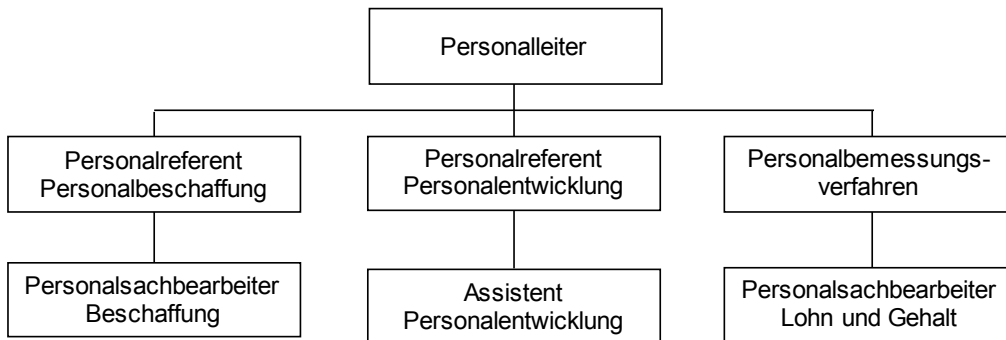 Personalleiter
Personalreferent
Personalbeschaffung
Personalreferent
Personalentwicklung
Personalbemessungs-
verfahren
Personalsachbearbeiter
Beschaffung
Assistent
Personalentwicklung
Personalsachbearbeiter
Lohn und Gehalt